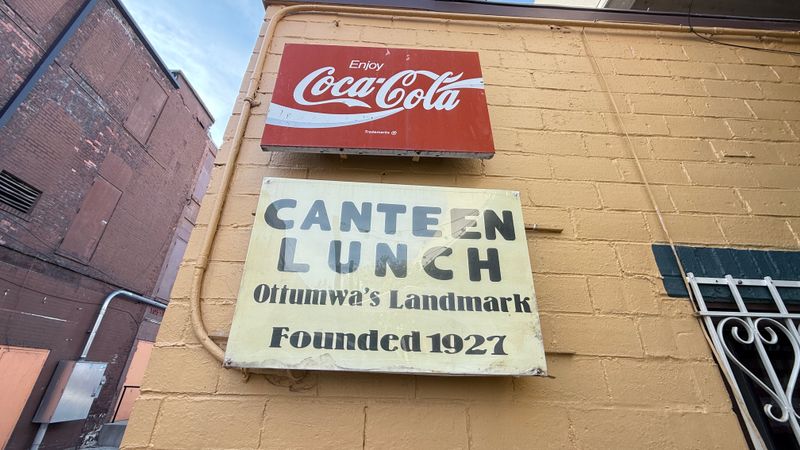 Enjoy
Coca-Cola
Trademark®
CANTEEN
LUNCH
Ottumwa's Landmark
Founded 1927